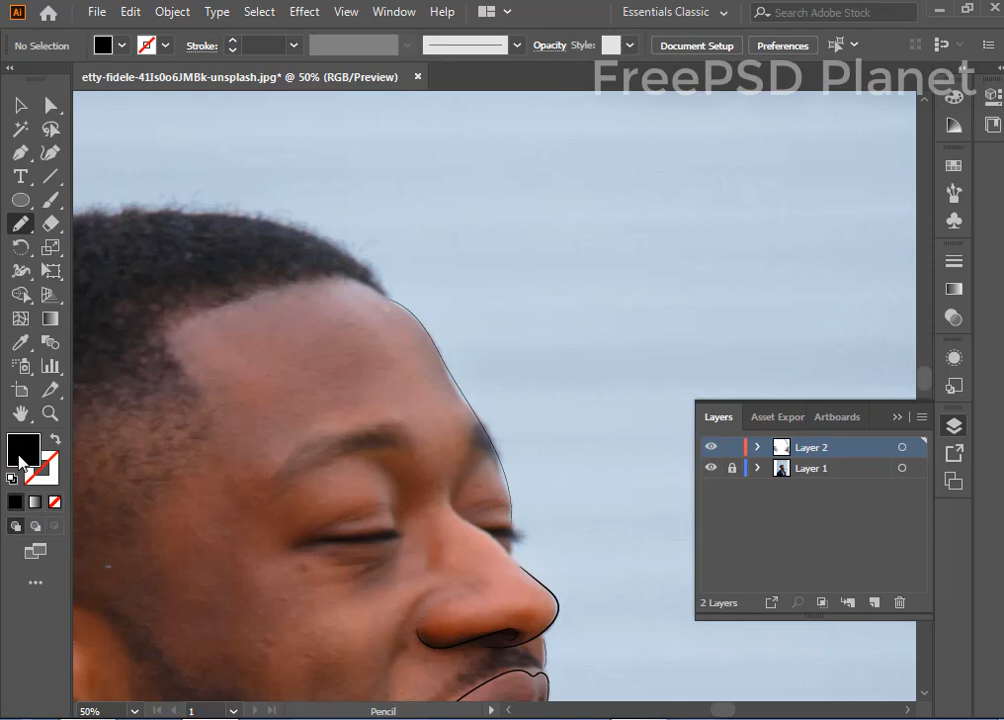 Ai File Edit Object Type Select Effect View Window Help Essentials Classic Search Adobe Stock
No Selection Stroke: Opacity Style: Document Setup Preferences
etty-fidele-41Is0o6JMBk-unsplash.jpg* @ 50% (RGB/Preview)
FreePSD Planet
Layers Asset Expor Artboards
Layer 2
Layer 1
2 Layers
50% 1 Pencil